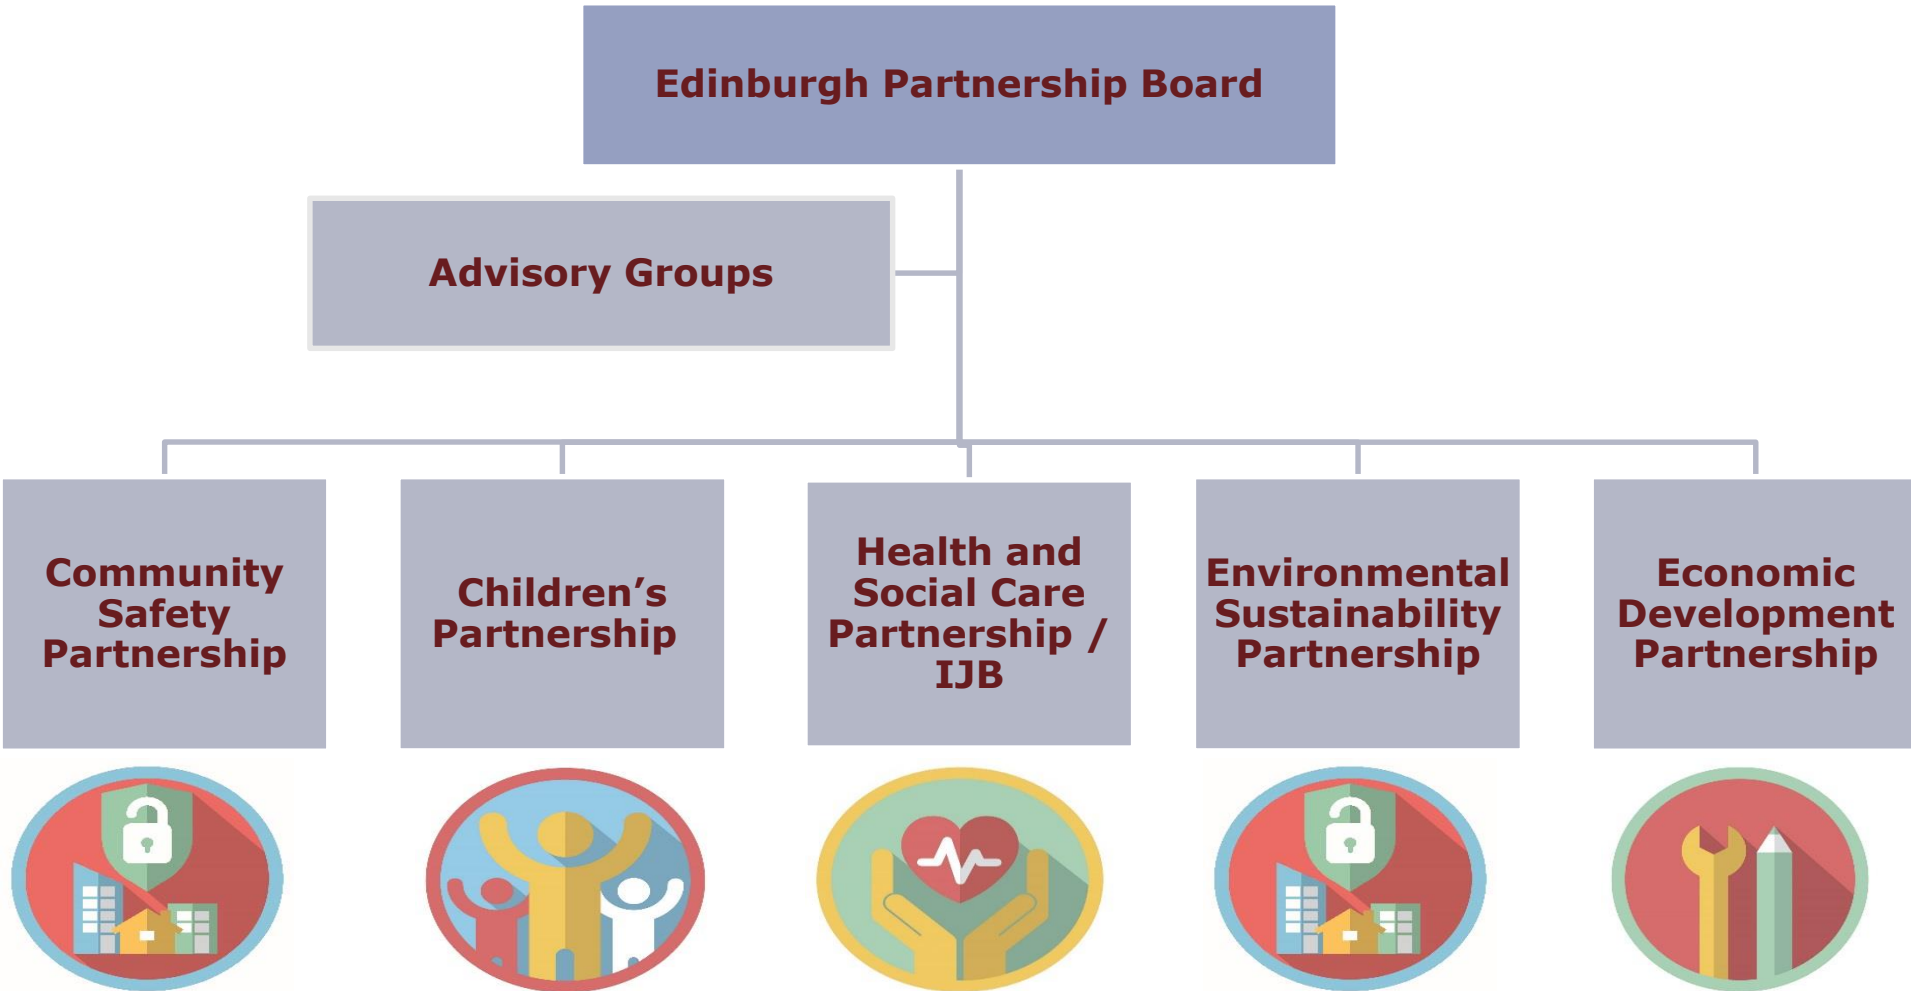 Edinburgh Partnership Board
Advisory Groups
Community
Safety
Partnership
Children’s
Partnership
Health and
Social Care
Partnership /
IJB
Environmental
Sustainability
Partnership
Economic
Development
Partnership